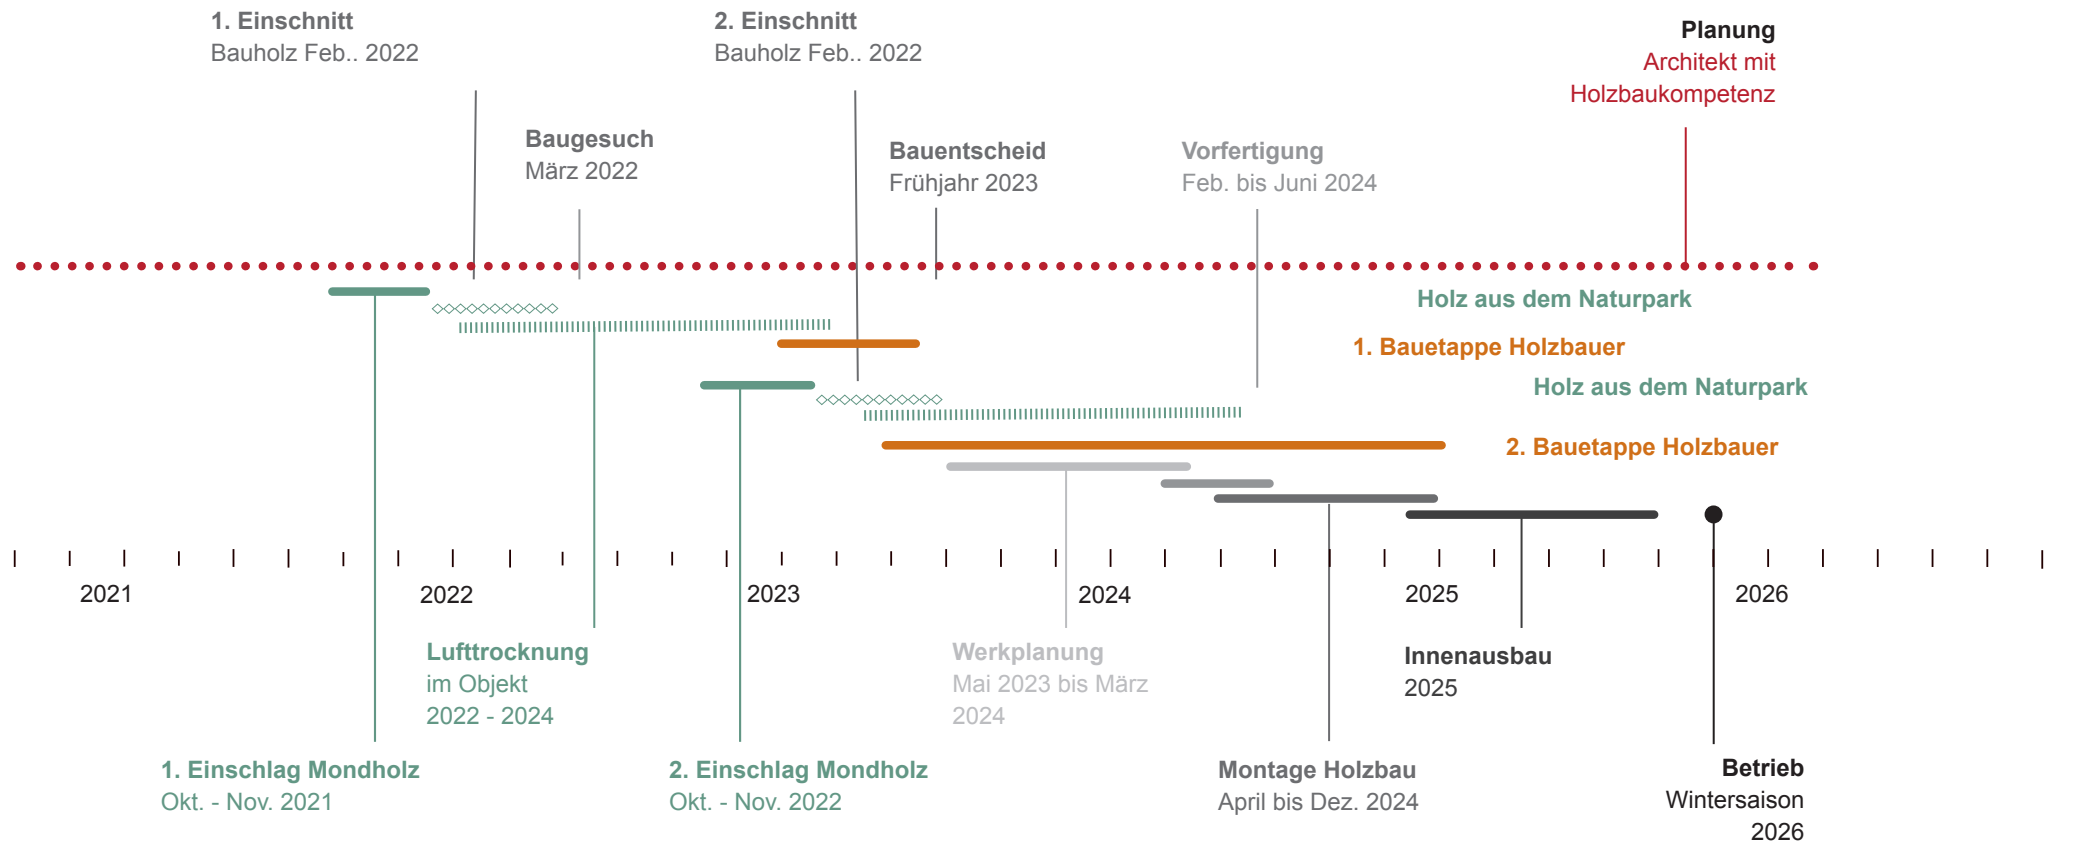 1. Einschnitt
Bauholz Feb.. 2022
2. Einschnitt
Bauholz Feb.. 2022
Planung
Architekt mit
Holzbaukompetenz
Baugesuch
März 2022
Bauentscheid
Frühjahr 2023
Vorfertigung
Feb. bis Juni 2024
Holz aus dem Naturpark
1. Bauetappe Holzbauer
Holz aus dem Naturpark
2. Bauetappe Holzbauer
2021
2022
2023
2024
2025
2026
Lufttrocknung
im Objekt
2022 - 2024
Werkplanung
Mai 2023 bis März
2024
Innenausbau
2025
1. Einschlag Mondholz
Okt. - Nov. 2021
2. Einschlag Mondholz
Okt. - Nov. 2022
Montage Holzbau
April bis Dez. 2024
Betrieb
Wintersaison
2026